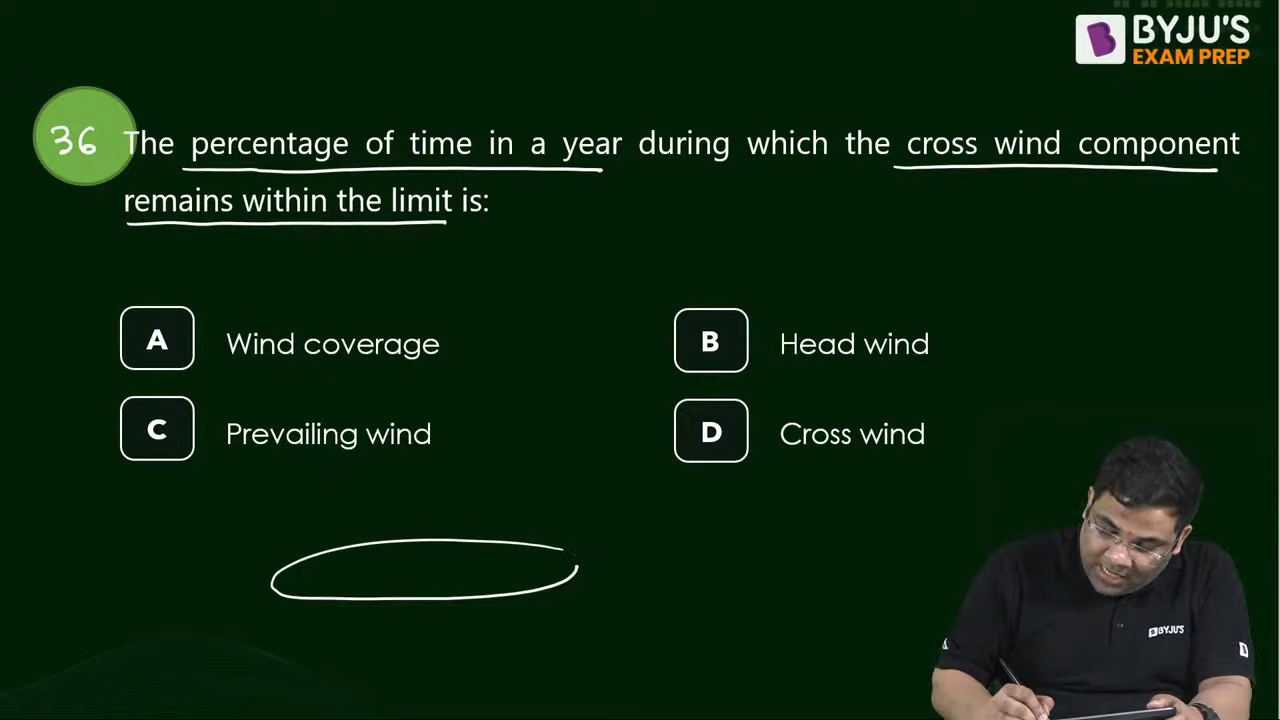 BYJU'S
EXAM PREP
36 The percentage of time in a year during which the cross wind component
remains within the limit is:
A Wind coverage
B Head wind
C Prevailing wind
D Cross wind
BYJU'S